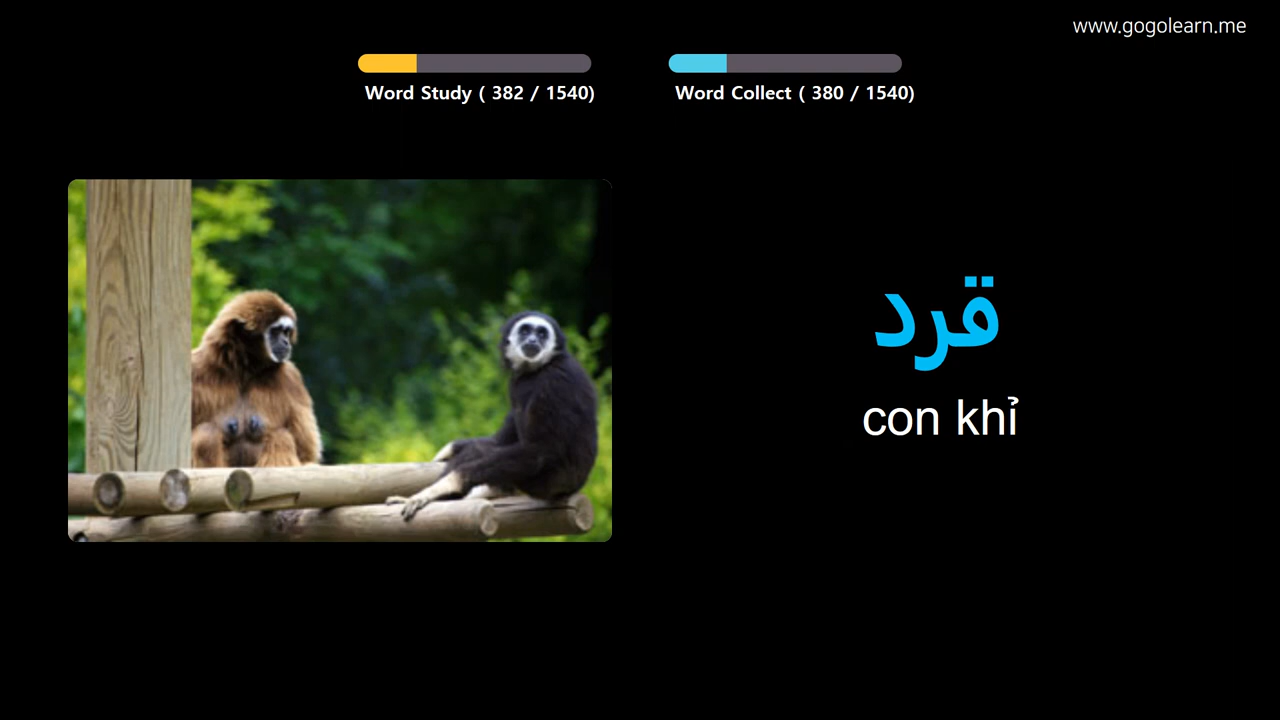 www.gogolearn.me
Word Study ( 382 / 1540)
Word Collect ( 380 / 1540)
قرد
con khỉ